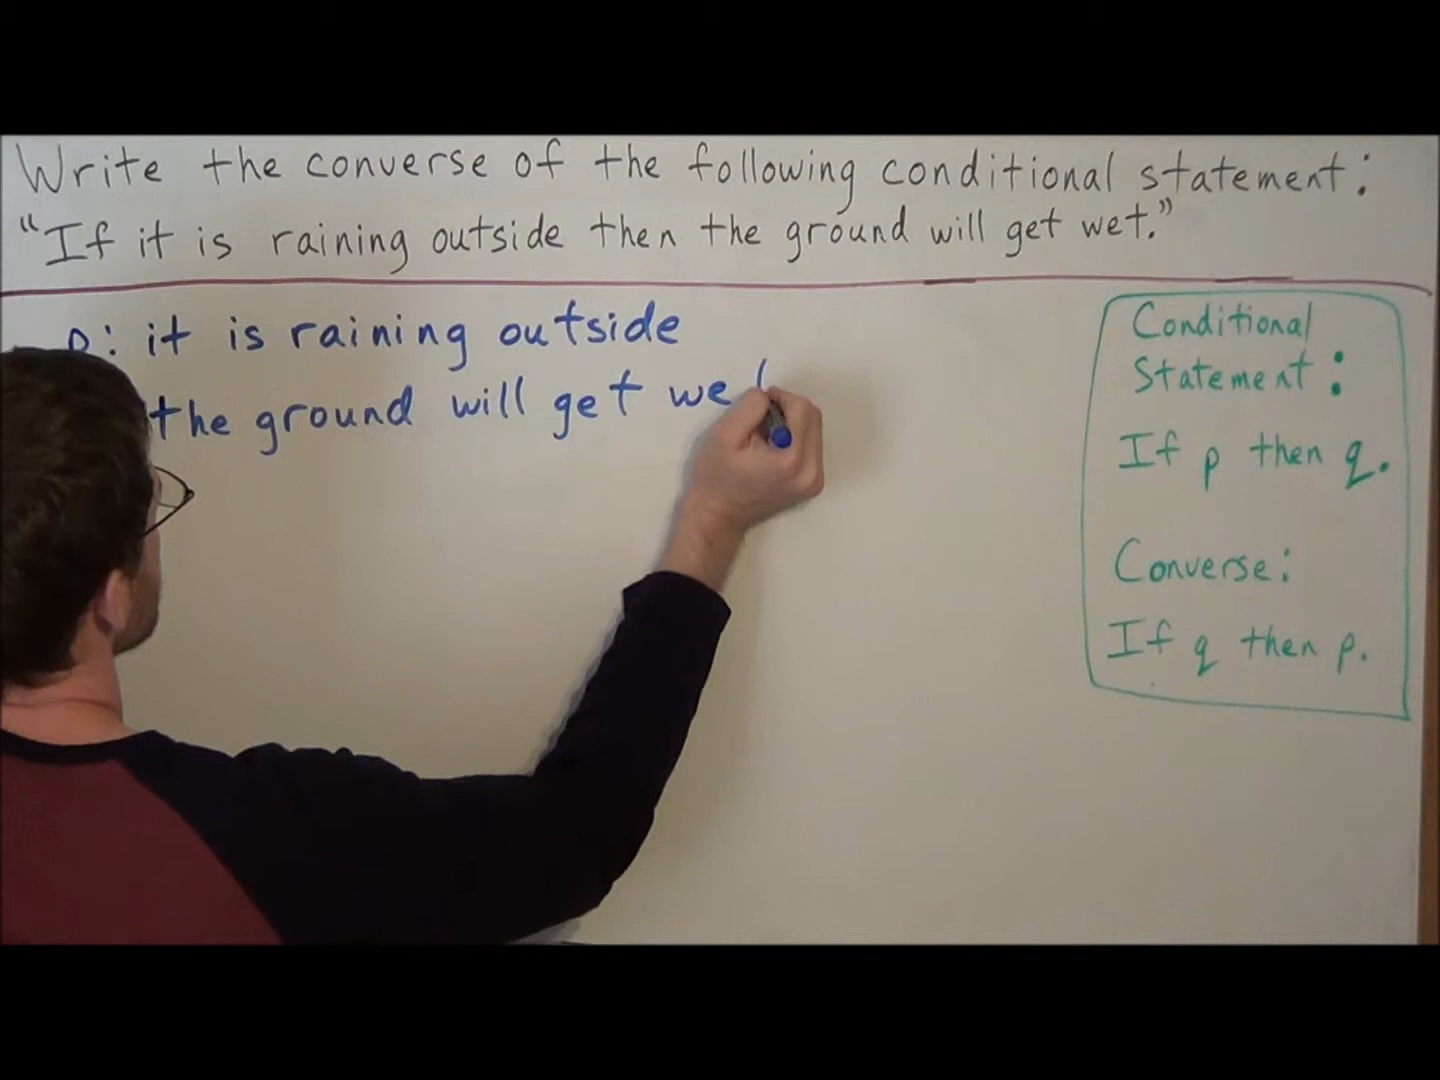 Write the converse of the following conditional statement:
"If it is raining outside then the ground will get wet."
p: it is raining outside
the ground will get we
Conditional
Statement:
If p then q.
Converse:
If q then p.